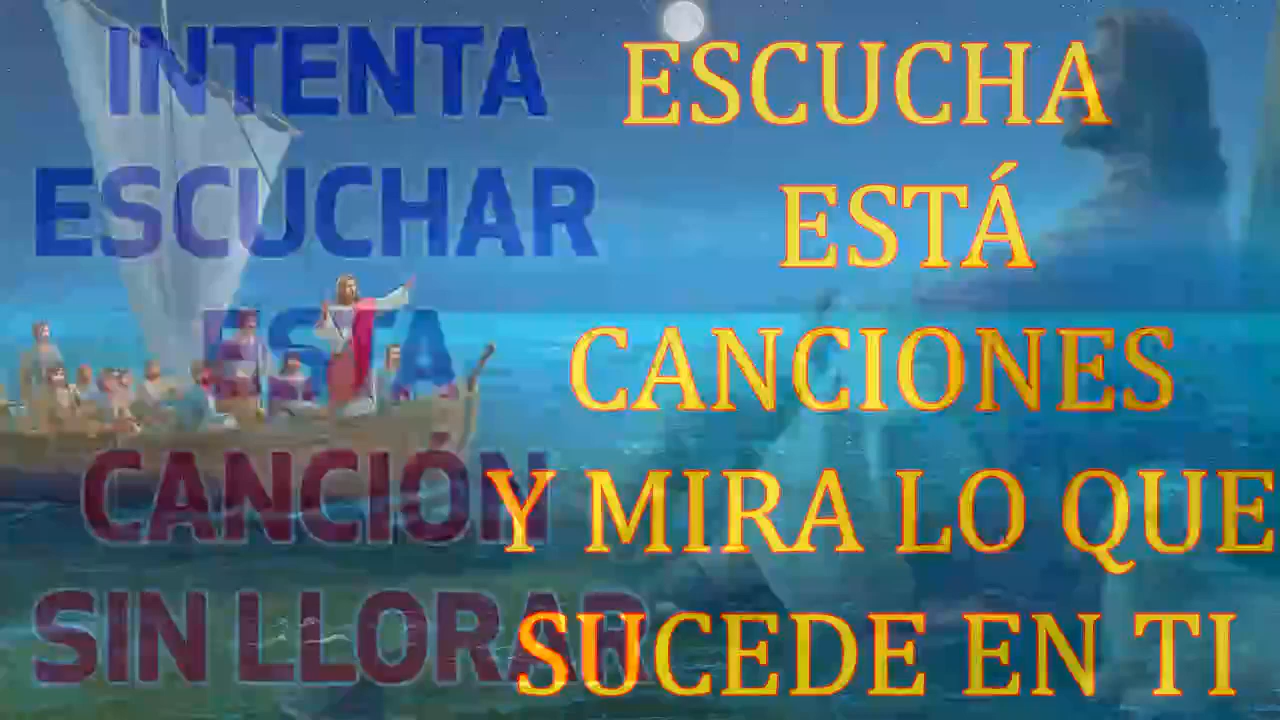 INTENTA
ESCUCHAR
ESTA
CANCIÓN
SIN LLORAR
ESCUCHA
ESTÁ
CANCIONES
Y MIRA LO QUE
SUCEDE EN TI